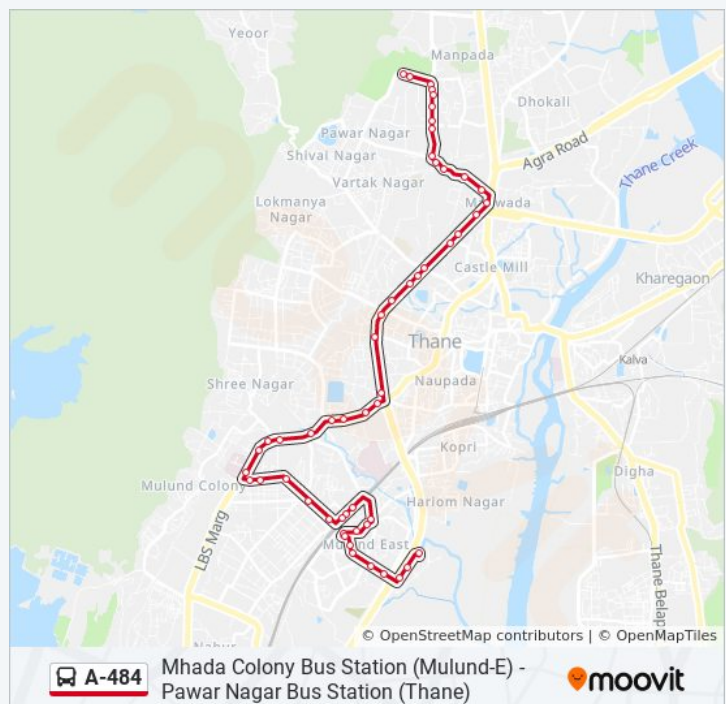 Yeoor
Manpada
Dhokali
Pawar Nagar
Agra Road
Thane Creek
Shivai Nagar
Vartak Nagar
Lokmanya
Nagar
Castle Mill
Kharegaon
Thane
Kalva
Shree Nagar
Naupada
Kopri
Digha
Mulund Colony
Hariom Nagar
LBS Marg
Mulund East
Thane Belap
© OpenStreetMap contributors | © OpenMapTiles
A-484
Mhada Colony Bus Station (Mulund-E) -
Pawar Nagar Bus Station (Thane)
moovit